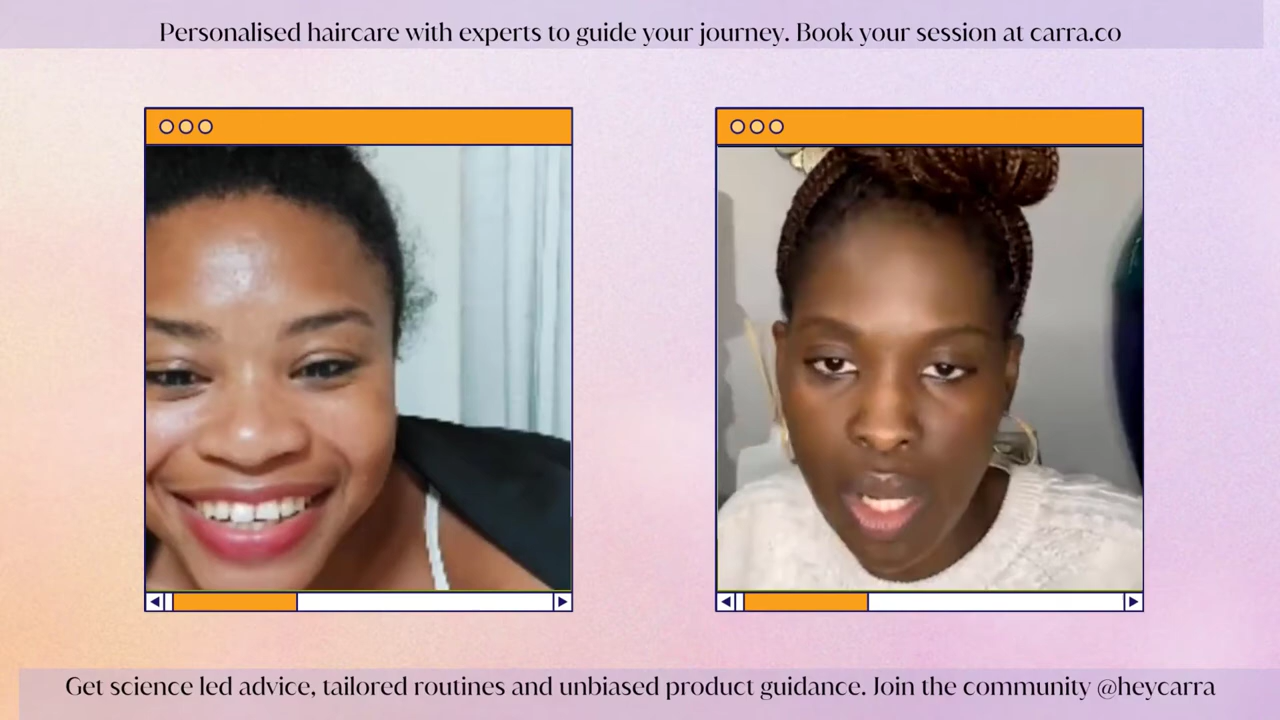 Personalised haircare with experts to guide your journey. Book your session at carra.co
Get science led advice, tailored routines and unbiased product guidance. Join the community @heycarra